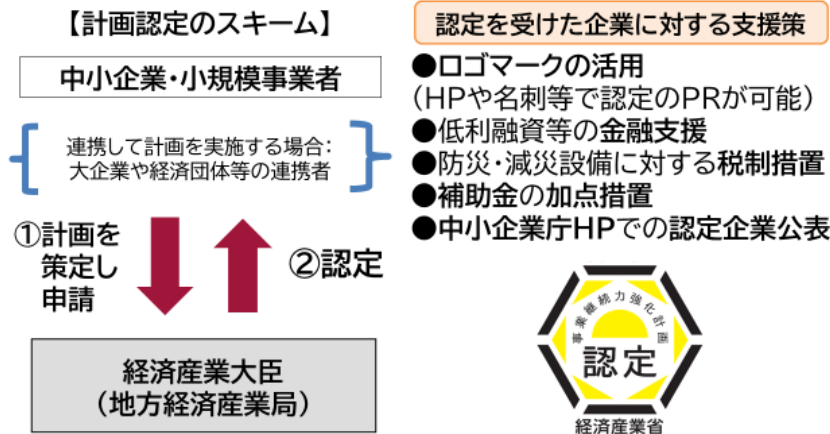 【計画認定のスキーム】
中小企業・小規模事業者
連携して計画を実施する場合：
大企業や経済団体等の連携者
①計画を
策定し
申請
②認定
経済産業大臣
（地方経済産業局）
認定を受けた企業に対する支援策
●ロゴマークの活用
（HPや名刺等で認定のPRが可能）
●低利融資等の金融支援
●防災・減災設備に対する税制措置
●補助金の加点措置
●中小企業庁HPでの認定企業公表
事業継続力強化計画
認定
経済産業省